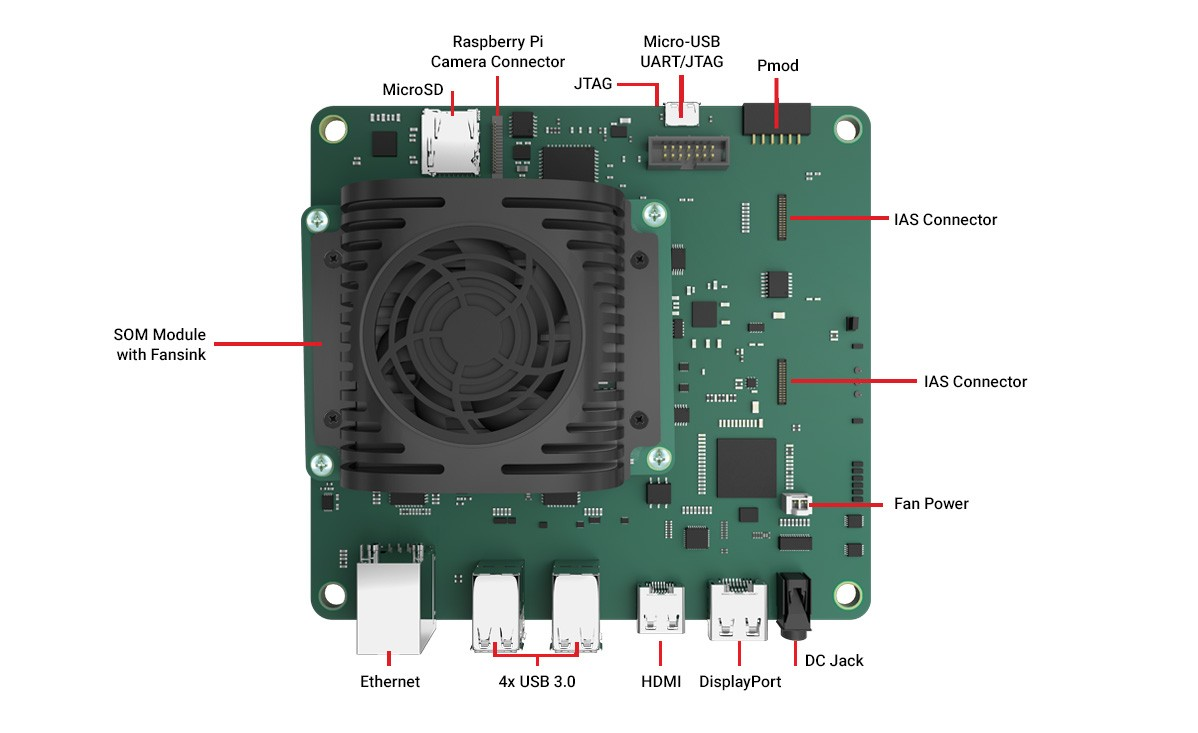 Raspberry Pi
Camera Connector
Micro-USB
UART/JTAG
Pmod
JTAG
MicroSD
IAS Connector
SOM Module
with Fansink
IAS Connector
Fan Power
DC Jack
Ethernet
4x USB 3.0
HDMI
DisplayPort